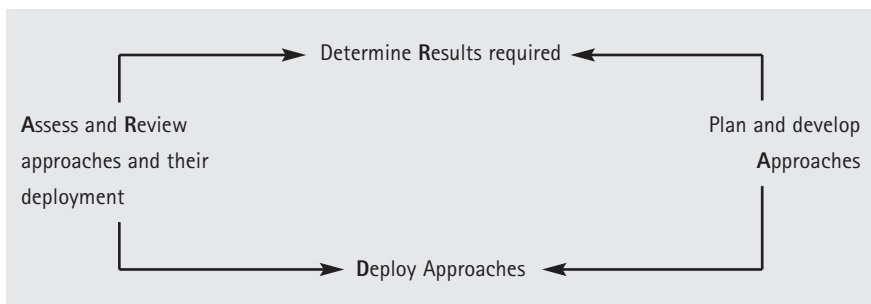 Determine Results required
Assess and Review
approaches and their
deployment
Plan and develop
Approaches
Deploy Approaches